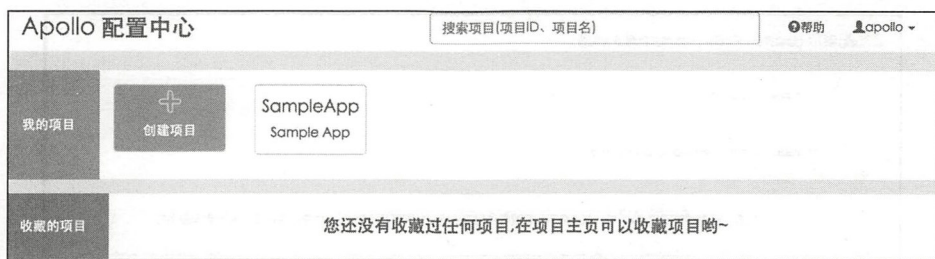 Apollo 配置中心
搜索项目(项目ID、项目名)
帮助
apollo
我的项目
创建项目
SampleApp
Sample App
收藏的项目
您还没有收藏过任何项目,在项目主页可以收藏项目哟~